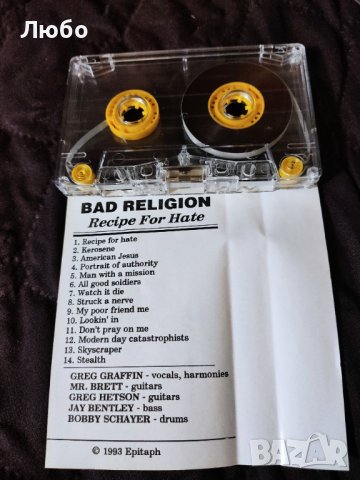 Любо
BAD RELIGION
Recipe For Hate
1. Recipe for hate
2. Kerosene
3. American Jesus
4. Portrait of authority
5. Man with a mission
6. All good soldiers
7. Watch it die
8. Struck a nerve
9. My poor friend me
10. Lookin' in
11. Don't pray on me
12. Modern day catastrophists
13. Skyscraper
14. Stealth
GREG GRAFFIN - vocals, harmonies
MR. BRETT - guitars
GREG HETSON - guitars
JAY BENTLEY - bass
BOBBY SCHAYER - drums
© 1993 Epitaph
BAZAR